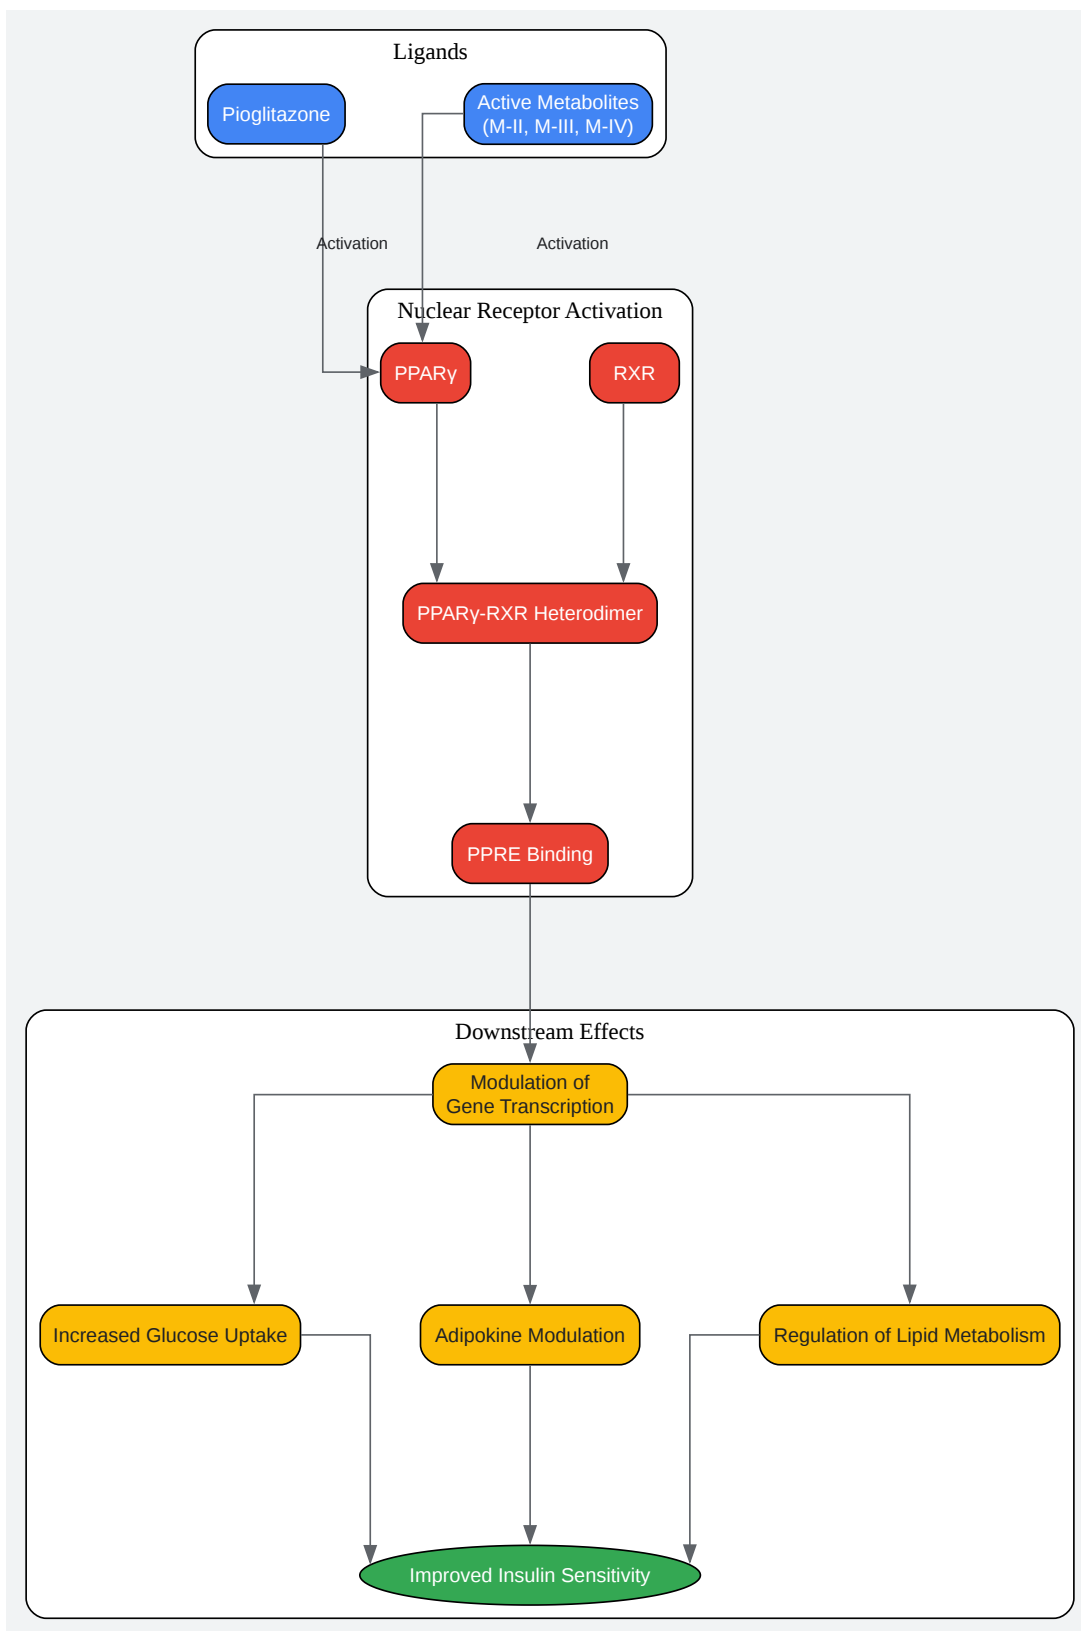 Ligands
Pioglitazone
Active Metabolites
(M-II, M-III, M-IV)
Activation
Activation
Nuclear Receptor Activation
PPARγ
RXR
PPARγ-RXR Heterodimer
PPRE Binding
Downstream Effects
Modulation of
Gene Transcription
Increased Glucose Uptake
Adipokine Modulation
Regulation of Lipid Metabolism
Improved Insulin Sensitivity